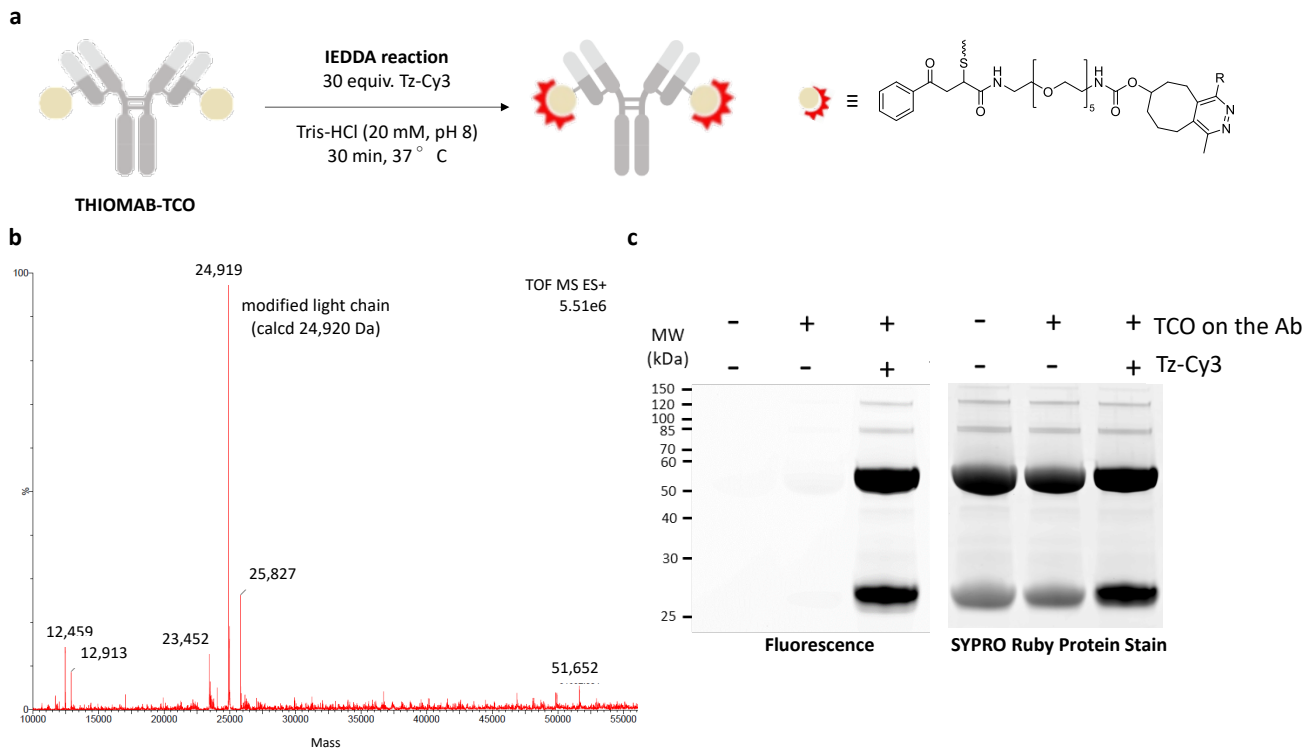 a
IEDDA reaction
30 equiv. Tz-Cy3
Tris-HCl (20 mM, pH 8)
30 min, 37° C
THIOMAB-TCO
≡
O
S
H
N
O
O
5
H
N
O
O
R
N
N
b
100
%
0
24,919
modified light chain
(calcd 24,920 Da)
TOF MS ES+
5.51e6
25,827
12,459
12,913
23,452
51,652
10000 15000 20000 25000 30000 35000 40000 45000 50000 55000
Mass
c
MW
(kDa)
- + + - + + TCO on the Ab
- - + - - + Tz-Cy3
150
120
100
85
70
60
50
40
30
25
Fluorescence
SYPRO Ruby Protein Stain